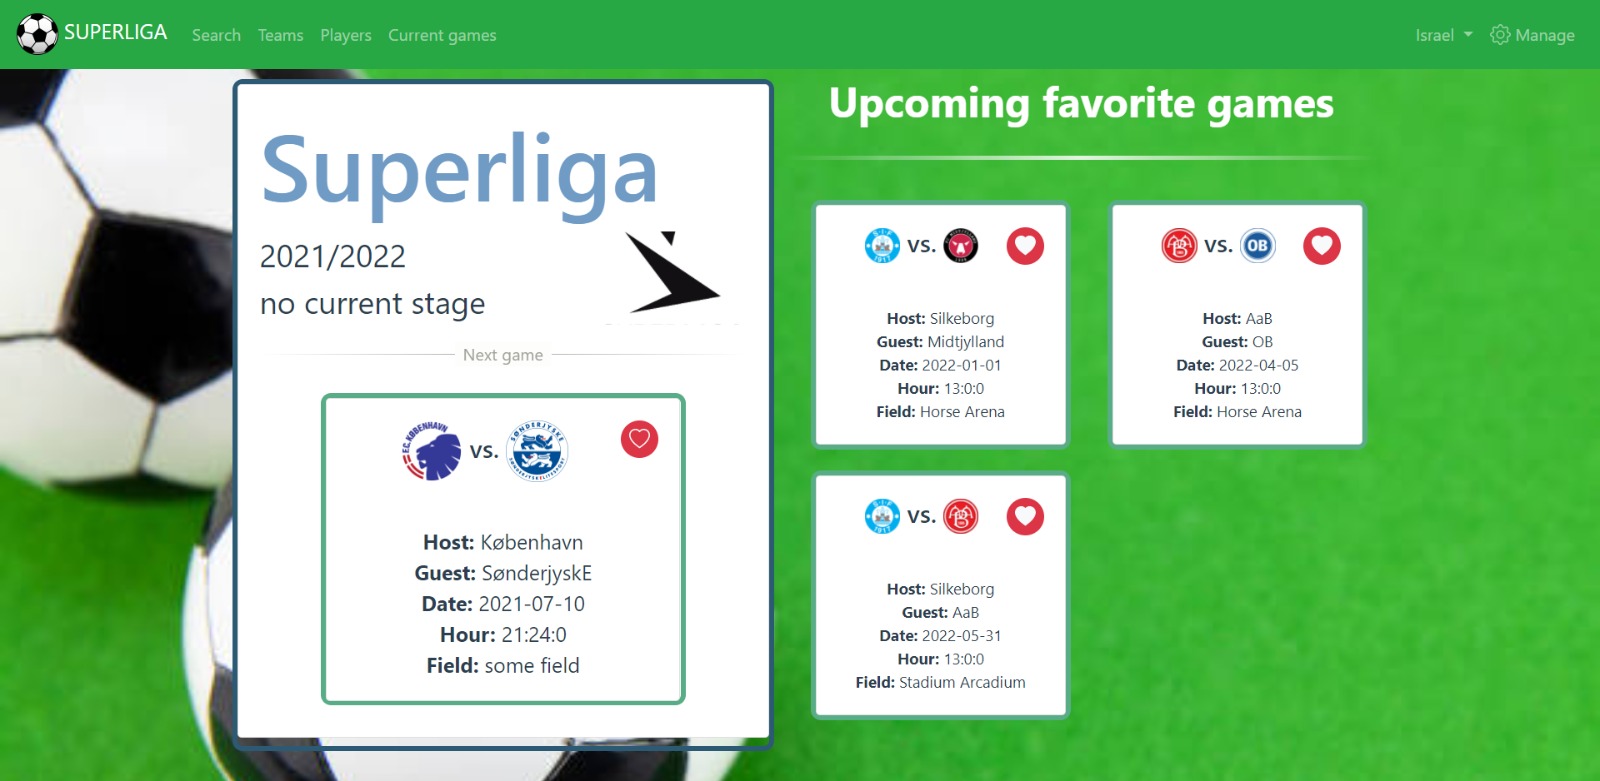 SUPERLIGA
Search
Teams
Players
Current games
Israel
Manage
Superliga
2021/2022
no current stage
Next game
F.C. KØBENHAVN
VS.
SØNDERJYSKE
Host: København
Guest: SønderjyskE
Date: 2021-07-10
Hour: 21:24:0
Field: some field
Upcoming favorite games
S.I.F
1917
VS.
Host: Silkeborg
Guest: Midtjylland
Date: 2022-01-01
Hour: 13:0:0
Field: Horse Arena
VS.
OB
Host: AaB
Guest: OB
Date: 2022-04-05
Hour: 13:0:0
Field: Horse Arena
S.I.F
1917
VS.
Host: Silkeborg
Guest: AaB
Date: 2022-05-31
Hour: 13:0:0
Field: Stadium Arcadium